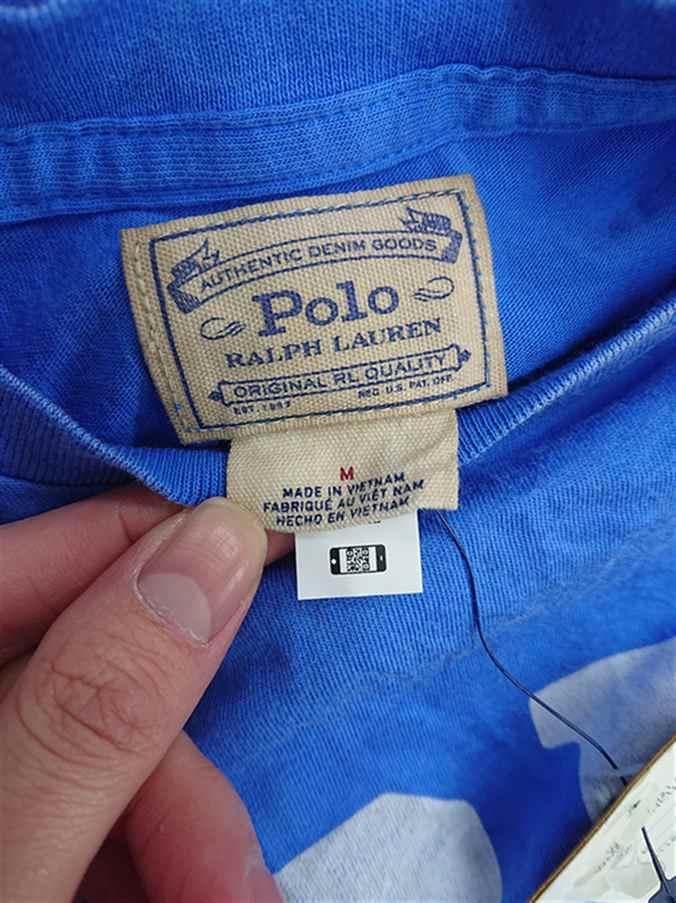 AUTHENTIC DENIM GOODS
Polo
RALPH LAUREN
ORIGINAL RL QUALITY
EST. 1967 REG. U.S. PAT. OFF.
M
MADE IN VIETNAM
FABRIQUÉ AU VIÊT NAM
HECHO EN VIETNAM